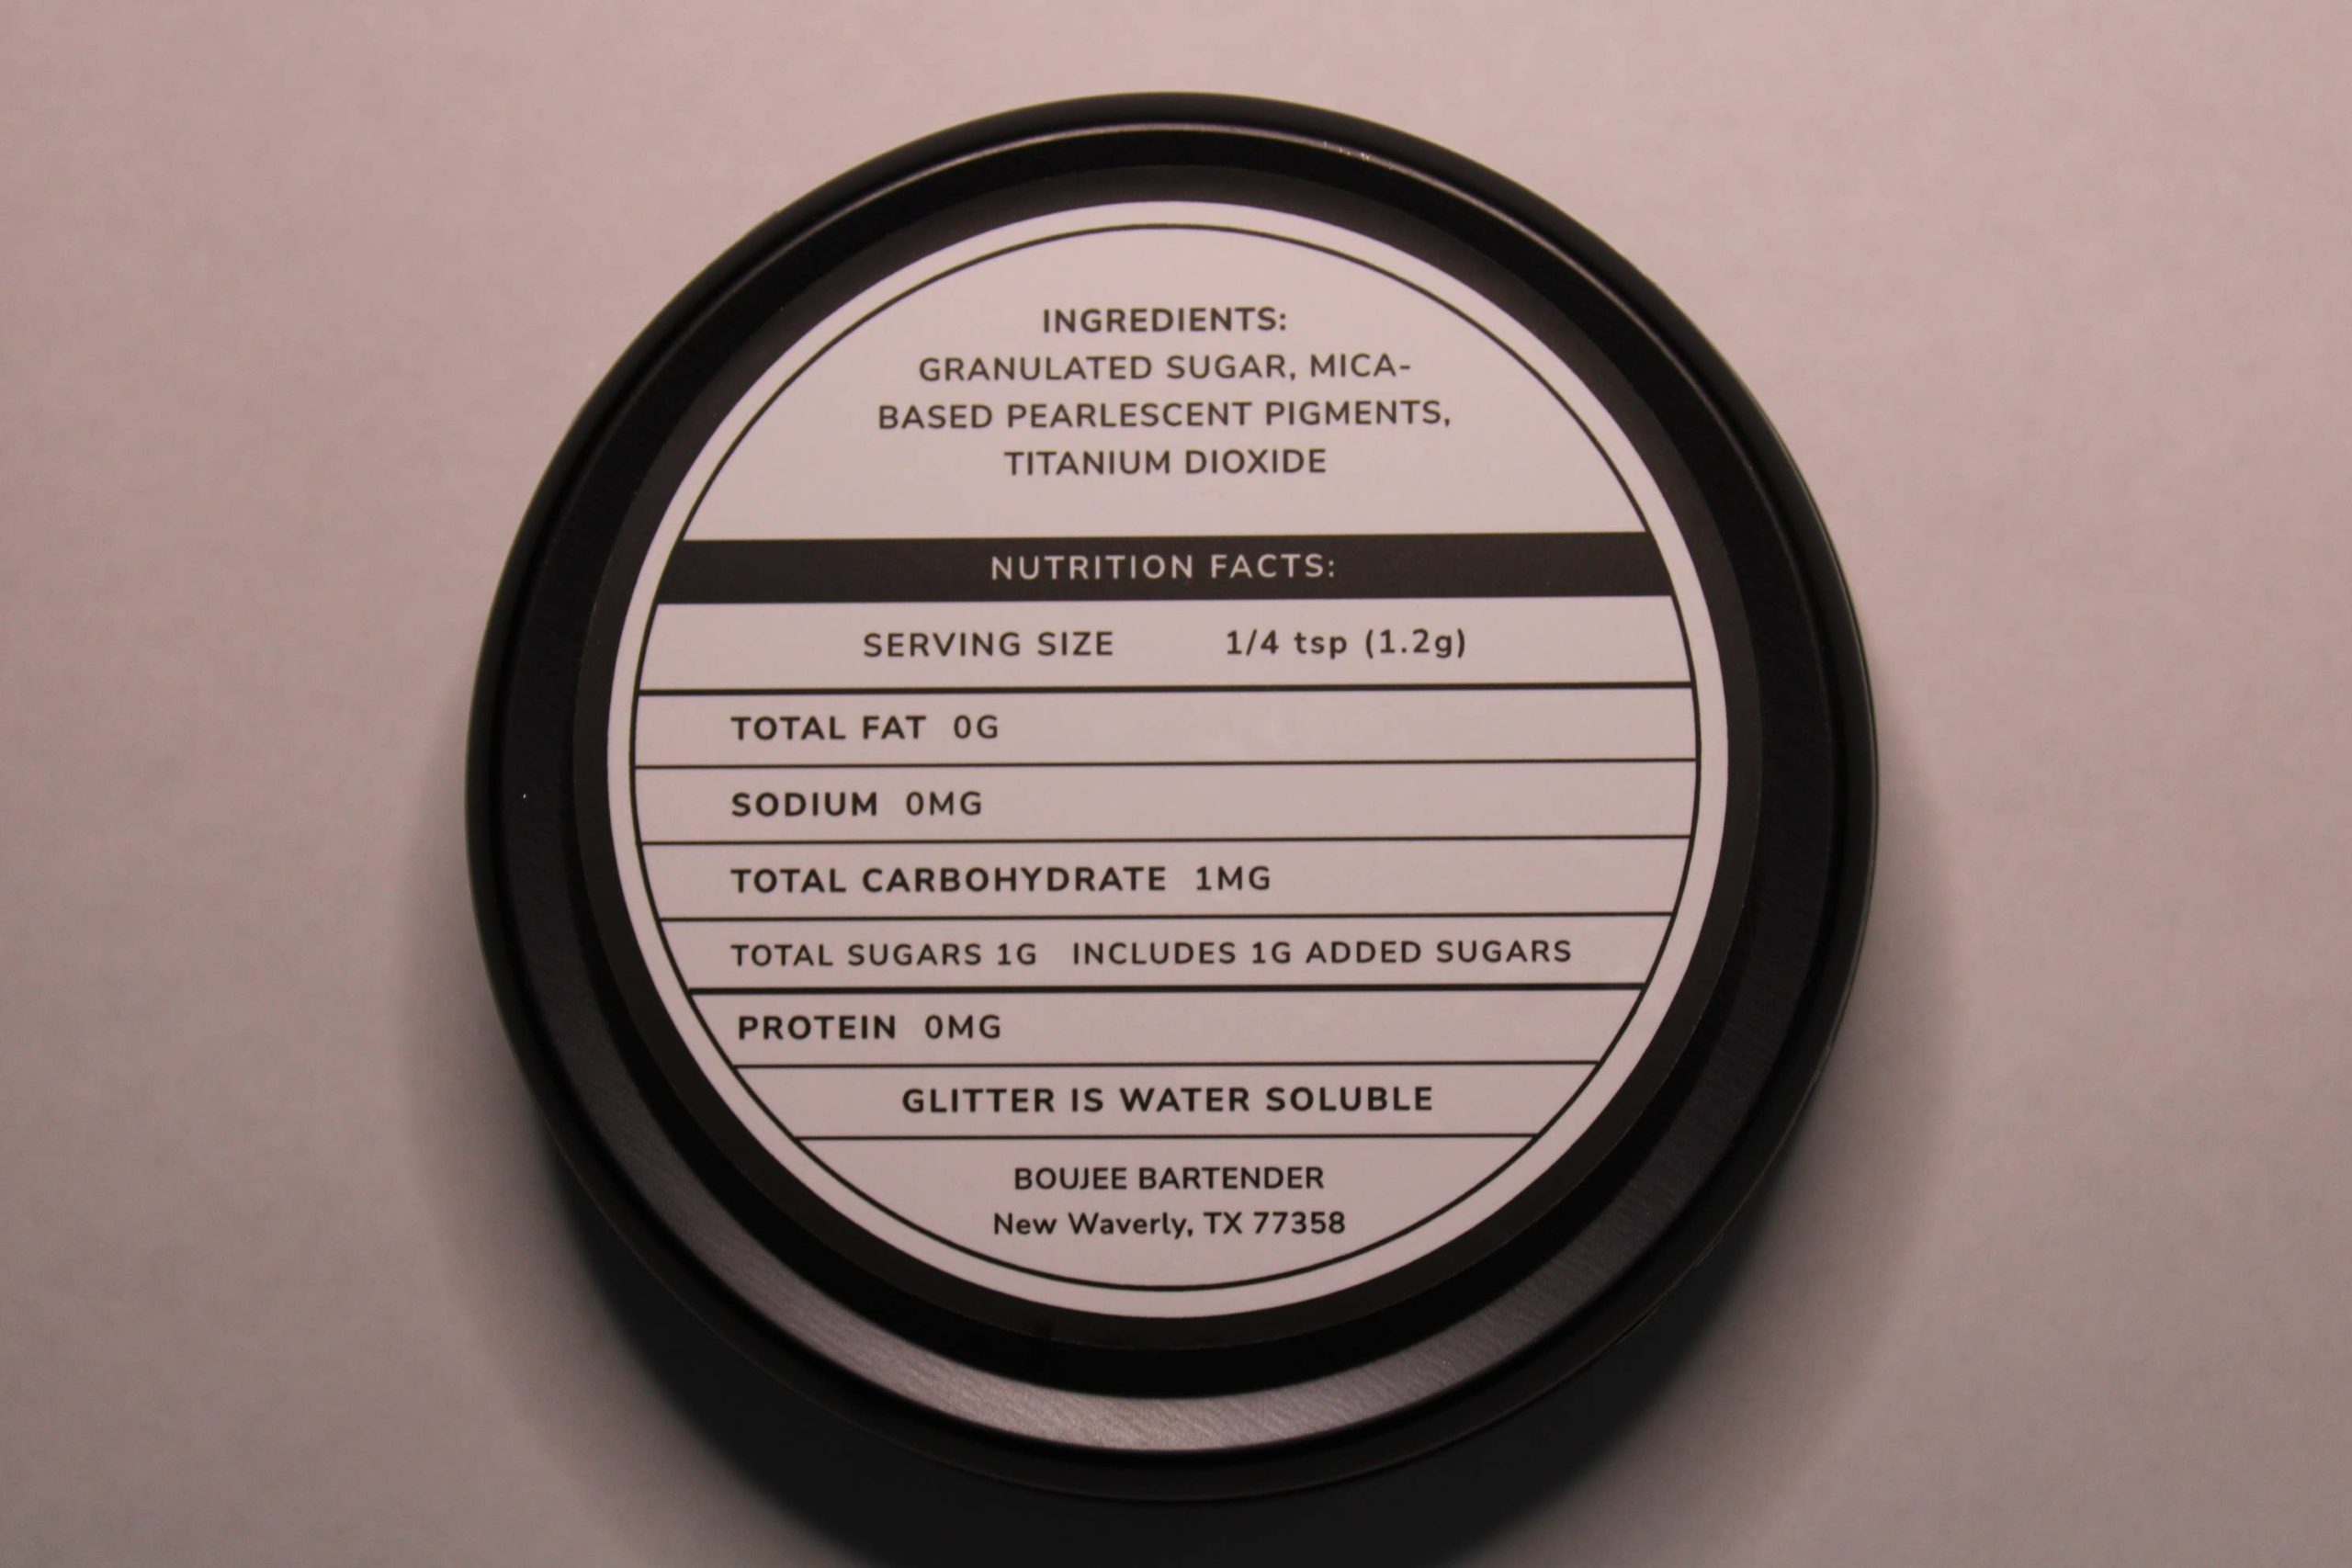 INGREDIENTS:
GRANULATED SUGAR, MICA-
BASED PEARLESCENT PIGMENTS,
TITANIUM DIOXIDE
NUTRITION FACTS:
SERVING SIZE 1/4 tsp (1.2g)
TOTAL FAT 0G
SODIUM 0MG
TOTAL CARBOHYDRATE 1MG
TOTAL SUGARS 1G INCLUDES 1G ADDED SUGARS
PROTEIN 0MG
GLITTER IS WATER SOLUBLE
BOUJEE BARTENDER
New Waverly, TX 77358